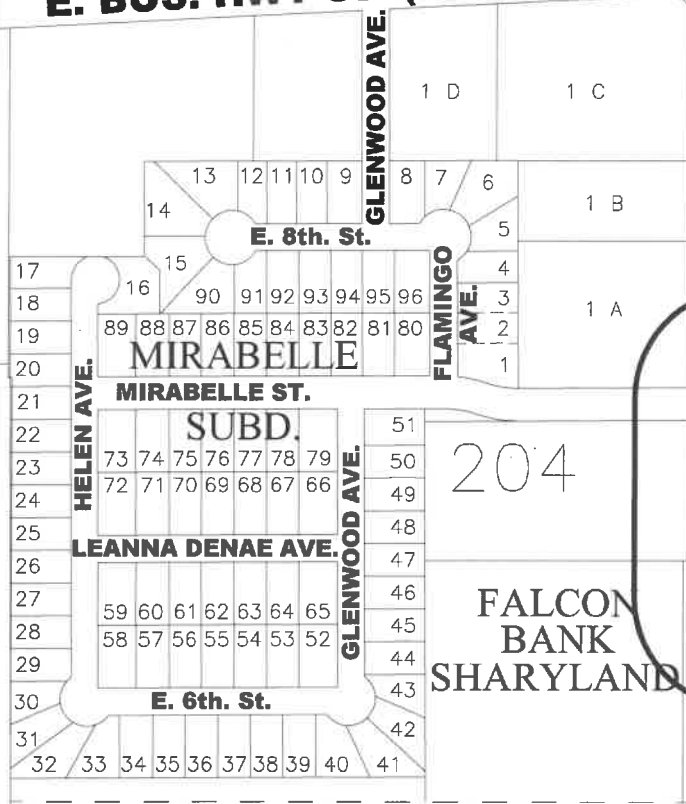 E. BUS. HWY
GLENWOOD AVE.
1 D
1 C
13 12 11 10 9 8 7 6
1 B
14
5
E. 8th. St.
15
4
17
16
FLAMINGO AVE.
18
90 91 92 93 94 95 96
3
1 A
19
89 88 87 86 85 84 83 82 81 80
2
MIRABELLE
20
1
HELEN AVE.
MIRABELLE ST.
21
SUBD.
51
22
73 74 75 76 77 78 79
50
204
23
72 71 70 69 68 67 66
GLENWOOD AVE.
49
24
48
25
LEANNA DENAE AVE.
47
26
46
27
59 60 61 62 63 64 65
45
FALCON
BANK
SHARYLAND
28
58 57 56 55 54 53 52
44
29
43
30
E. 6th. St.
42
31
32 33 34 35 36 37 38 39 40 41